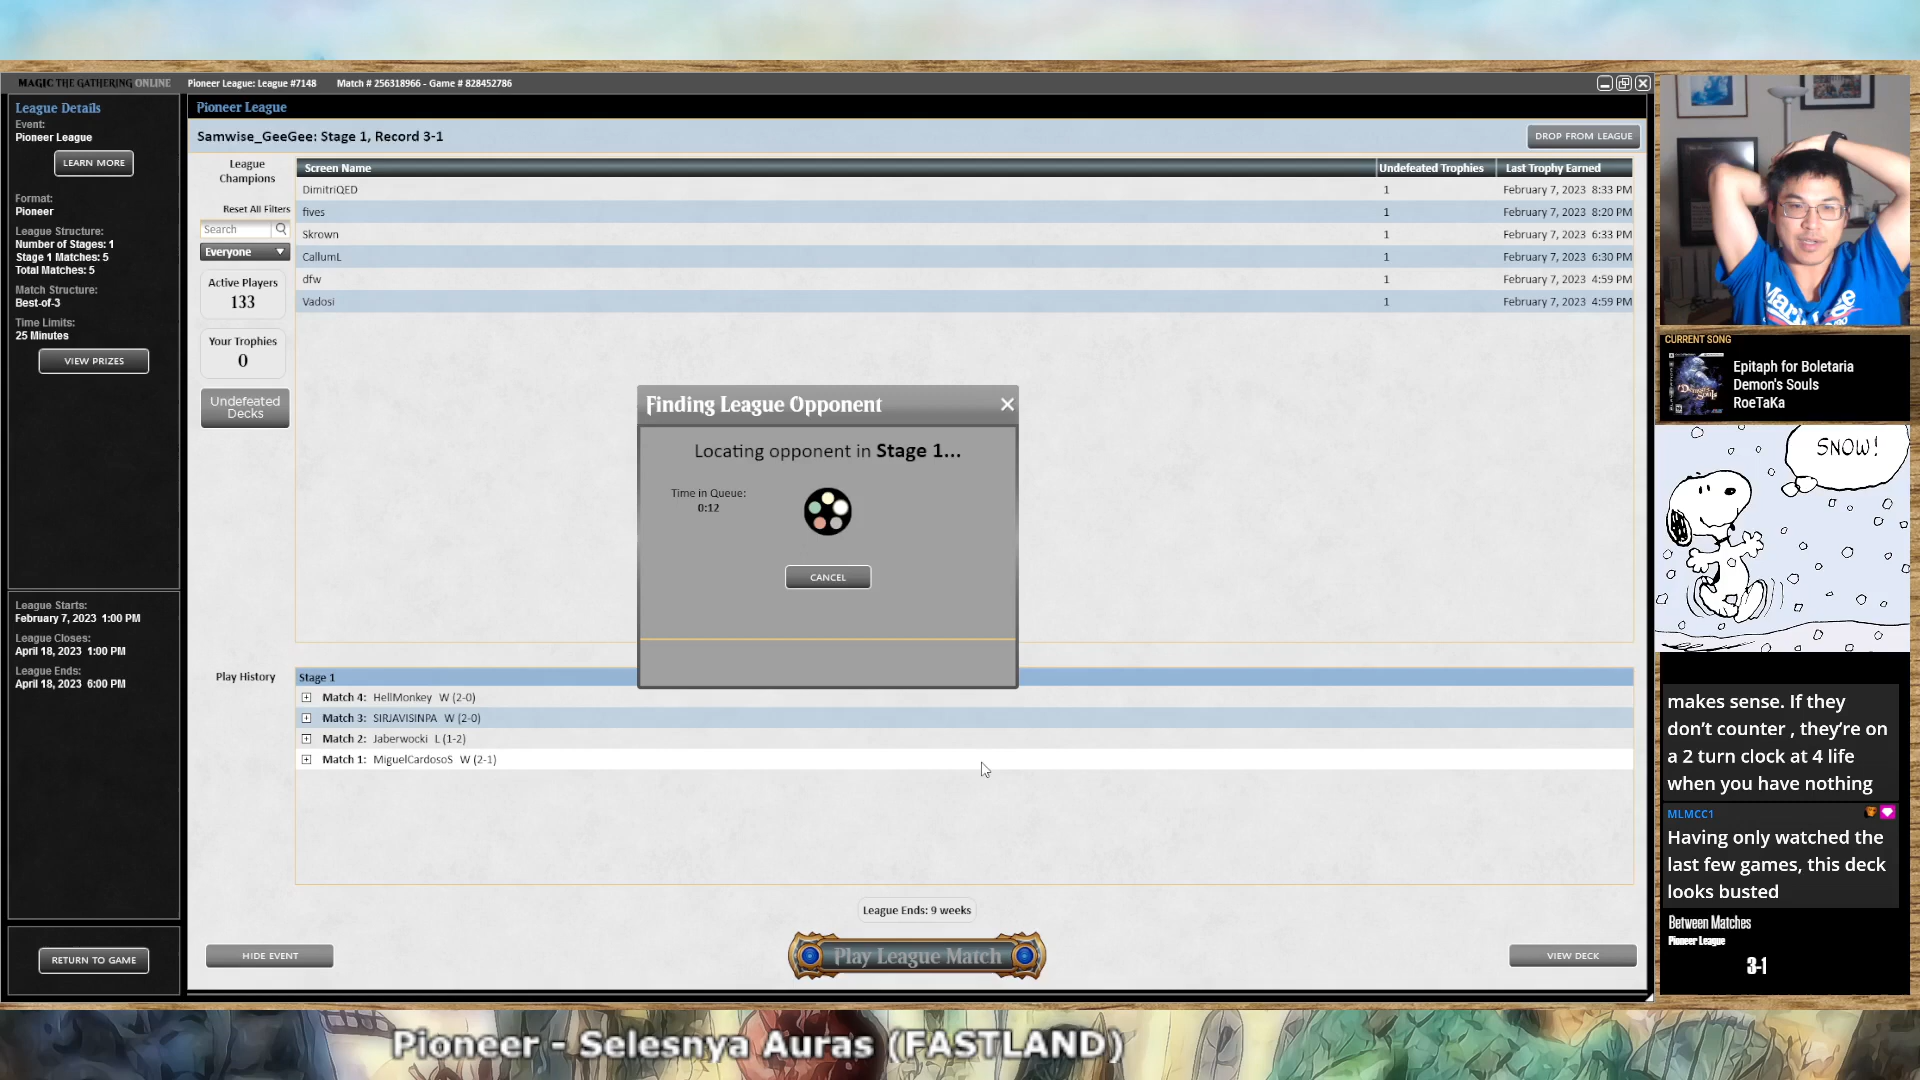 MAGIC THE GATHERING ONLINE
Pioneer League: League #7148
Match # 256318966 - Game # 828452786
League Details
Event:
Pioneer League
LEARN MORE
Format:
Pioneer
League Structure:
Number of Stages: 1
Stage 1 Matches: 5
Total Matches: 5
Match Structure:
Best-of-3
Time Limits:
25 Minutes
VIEW PRIZES
League Starts:
February 7, 2023 1:00 PM
League Closes:
April 18, 2023 1:00 PM
League Ends:
April 18, 2023 6:00 PM
RETURN TO GAME
Pioneer League
Samwise_GeeGee: Stage 1, Record 3-1
DROP FROM LEAGUE
League
Champions
Reset All Filters
Search
Everyone
Active Players
133
Your Trophies
0
Undefeated
Decks
Screen Name Undefeated Trophies Last Trophy Earned
DimitriQED 1 February 7, 2023 8:33 PM
fives 1 February 7, 2023 8:20 PM
Skrown 1 February 7, 2023 6:33 PM
CallumL 1 February 7, 2023 6:30 PM
dfw 1 February 7, 2023 4:59 PM
Vadosi 1 February 7, 2023 4:59 PM
Finding League Opponent
Locating opponent in Stage 1...
Time in Queue:
0:12
CANCEL
Play History
Stage 1
Match 4: HellMonkey W (2-0)
Match 3: SIRJAVISINPA W (2-0)
Match 2: Jaberwocki L (1-2)
Match 1: MiguelCardosoS W (2-1)
League Ends: 9 weeks
HIDE EVENT
Play League Match
VIEW DECK
CURRENT SONG
Epitaph for Boletaria
Demon's Souls
RoeTaKa
SNOW!
makes sense. If they
don't counter , they're on
a 2 turn clock at 4 life
when you have nothing
MLMCC1
Having only watched the
last few games, this deck
looks busted
Between Matches
Pioneer League
3-1
Pioneer - Selesnya Auras (FASTLAND)